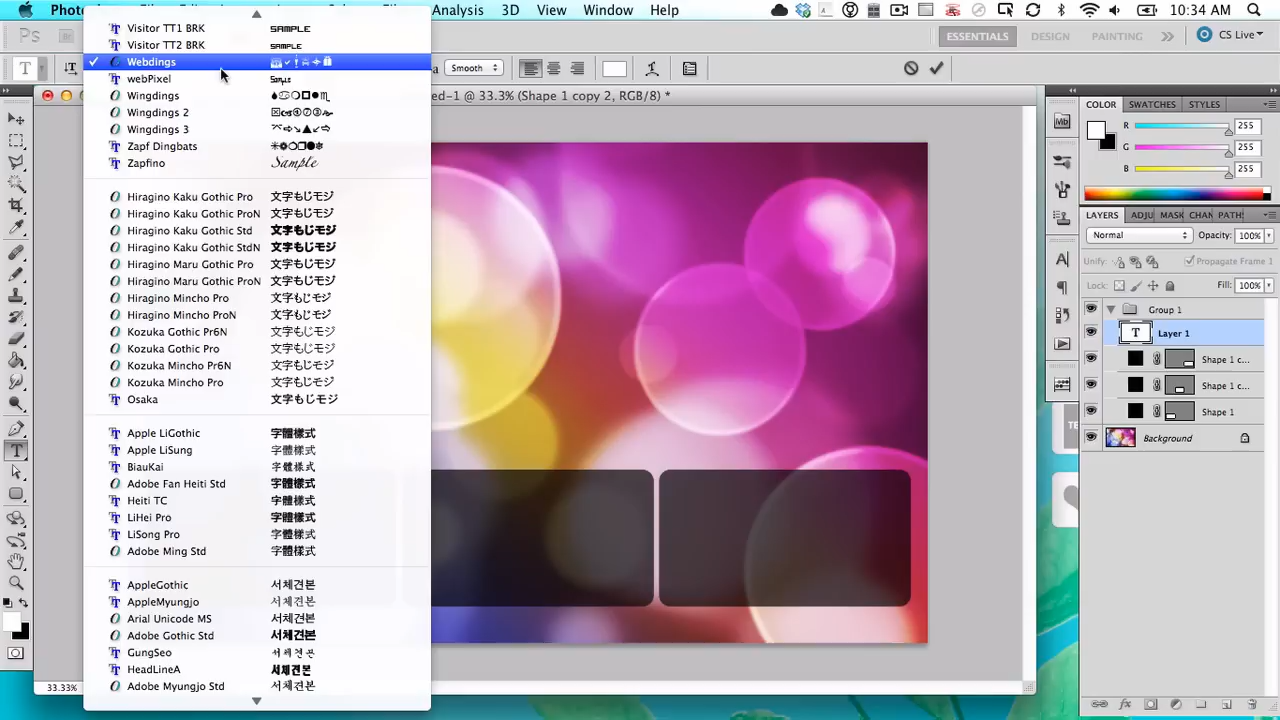 Photo
Analysis 3D View Window Help
4
10:34 AM
Ps
Br
ESSENTIALS DESIGN PAINTING
CS Live
T
a Smooth
ed-1 @ 33.3% (Shape 1 copy 2, RGB/8) *
Visitor TT1 BRK SAMPLE
Visitor TT2 BRK SAMPLE
Webdings
webPixel Sample
Wingdings
Wingdings 2
Wingdings 3
Zapf Dingbats
Zapfino Sample
Hiragino Kaku Gothic Pro 文字もじモジ
Hiragino Kaku Gothic ProN 文字もじモジ
Hiragino Kaku Gothic Std 文字もじモジ
Hiragino Kaku Gothic StdN 文字もじモジ
Hiragino Maru Gothic Pro 文字もじモジ
Hiragino Maru Gothic ProN 文字もじモジ
Hiragino Mincho Pro 文字もじモジ
Hiragino Mincho ProN 文字もじモジ
Kozuka Gothic Pr6N 文字もじモジ
Kozuka Gothic Pro 文字もじモジ
Kozuka Mincho Pr6N 文字もじモジ
Kozuka Mincho Pro 文字もじモジ
Osaka 文字もじモジ
Apple LiGothic 字體樣式
Apple LiSung 字體樣式
BiauKai 字體樣式
Adobe Fan Heiti Std 字體樣式
Heiti TC 字體樣式
LiHei Pro 字體樣式
LiSong Pro 字體樣式
Adobe Ming Std 字體樣式
AppleGothic 서체견본
AppleMyungjo 서체견본
Arial Unicode MS 서체견본
Adobe Gothic Std 서체견본
GungSeo 서체견본
HeadLineA 서체견본
Adobe Myungjo Std 서체견본
33.33%
Mb
COLOR SWATCHES STYLES
R 255
G 255
B 255
LAYERS ADJU MASK CHAN PATHS
Normal Opacity: 100%
Unify: Propagate Frame 1
Lock: Fill: 100%
Group 1
T Layer 1
Shape 1 c...
Shape 1 c...
Shape 1
Background
TE
fx